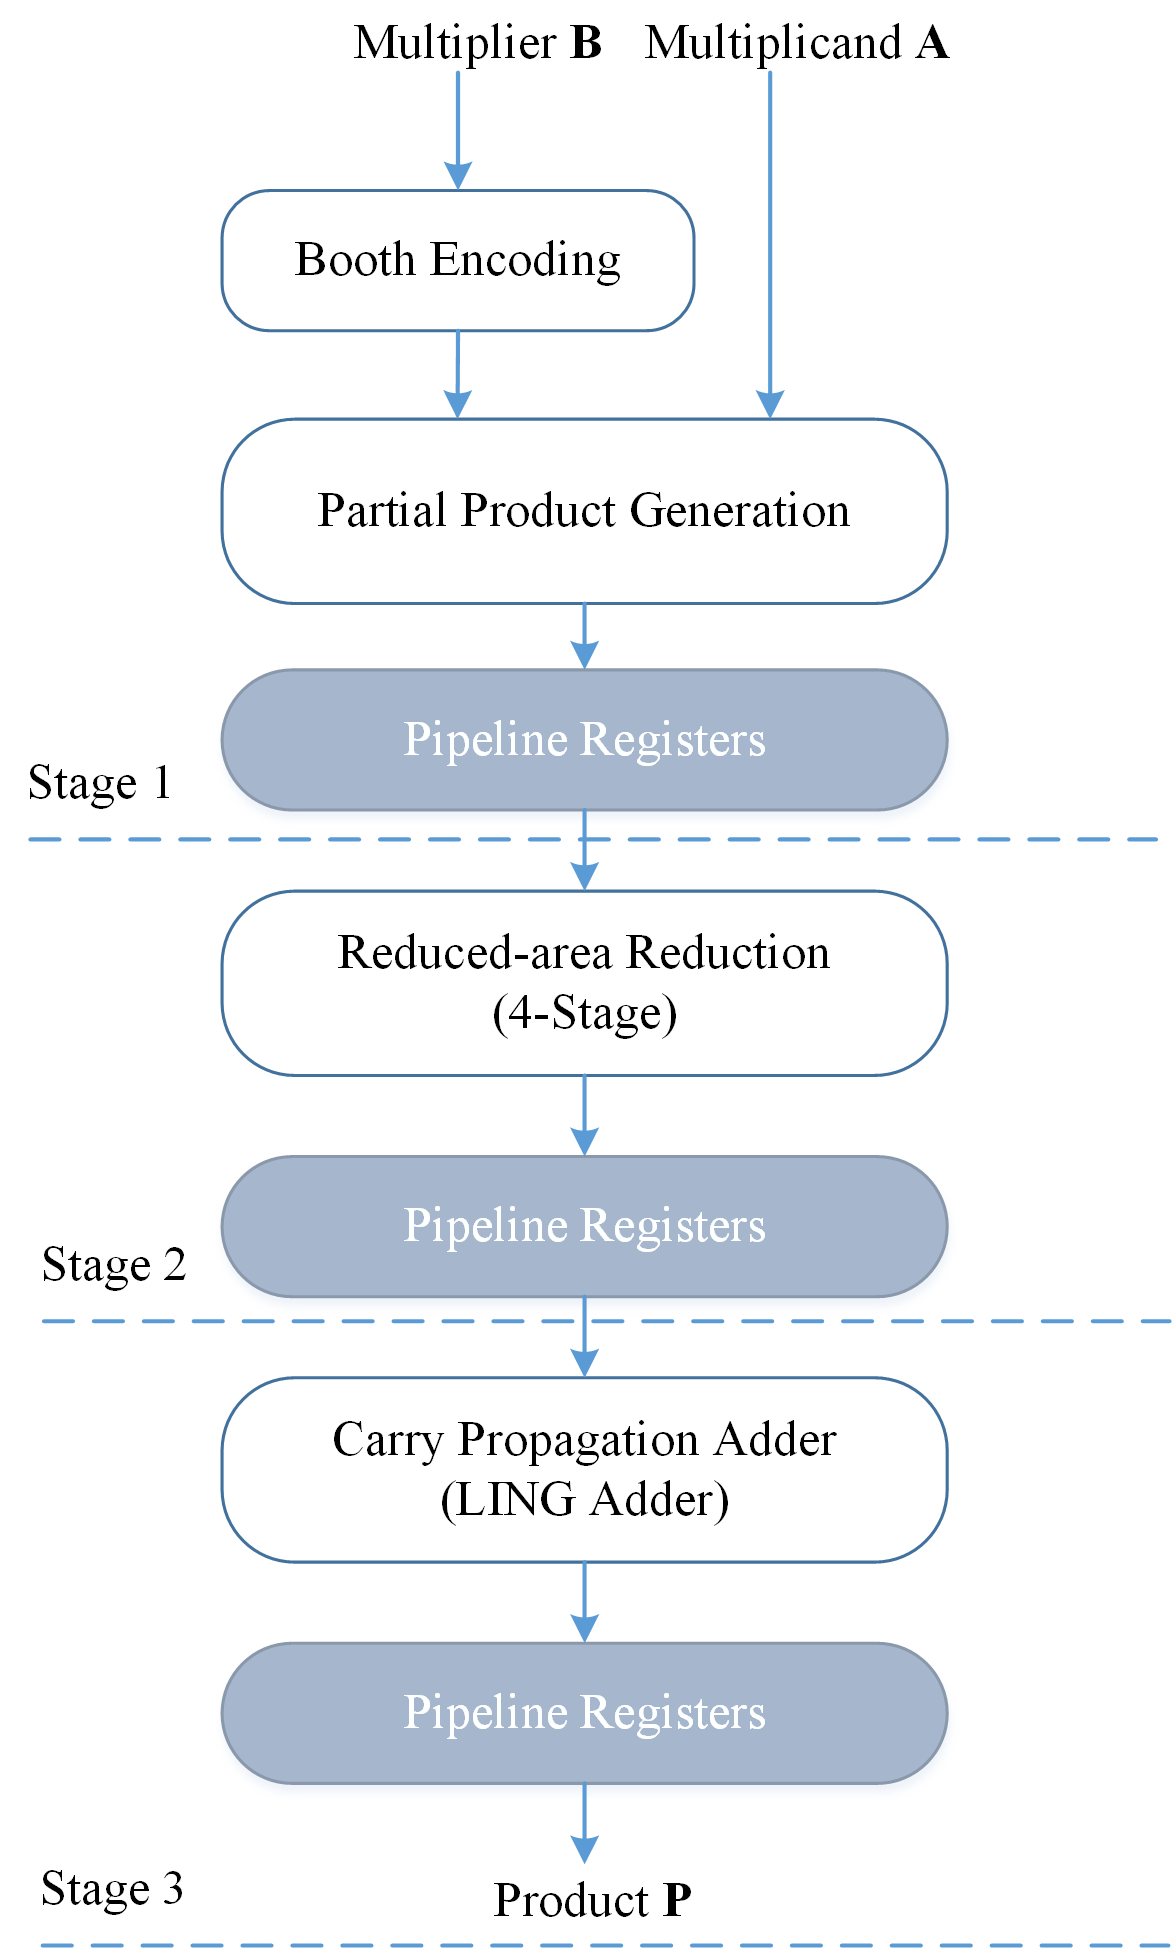 Multiplier B
Multiplicand A
Booth Encoding
Partial Product Generation
Pipeline Registers
Stage 1
Reduced-area Reduction
(4-Stage)
Pipeline Registers
Stage 2
Carry Propagation Adder
(LING Adder)
Pipeline Registers
Stage 3
Product P